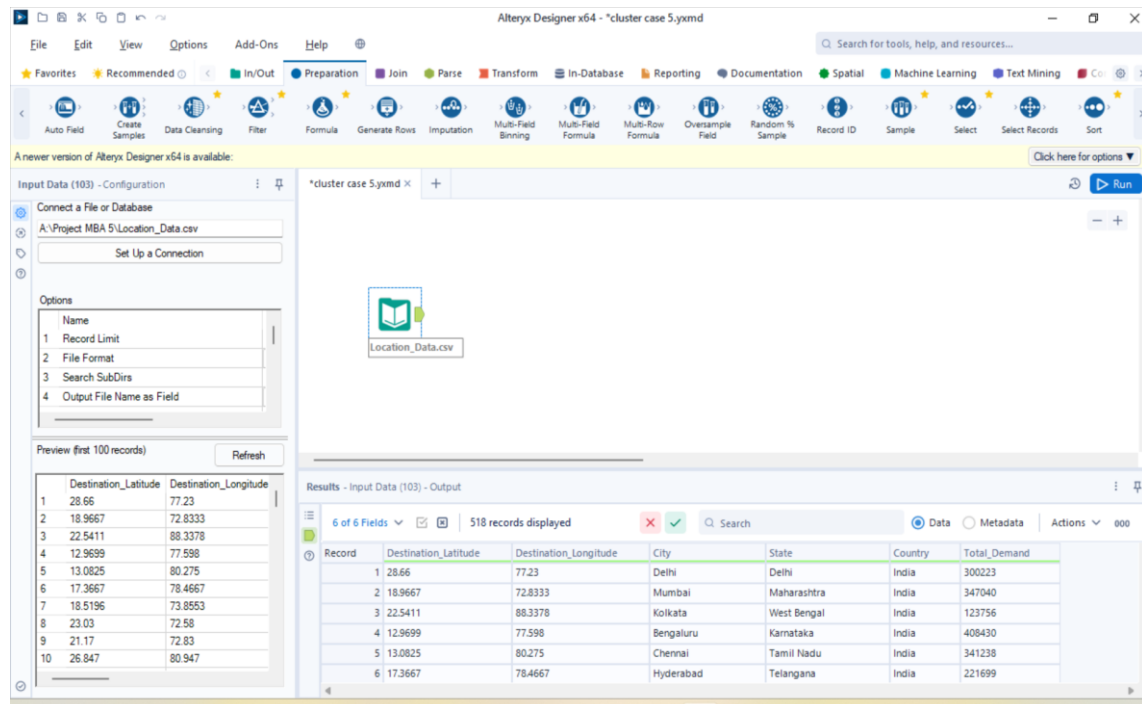 Alteryx Designer x64 - *cluster case 5.yxmd
File Edit View Options Add-Ons Help
Search for tools, help, and resources...
Favorites Recommended In/Out Preparation Join Parse Transform In-Database Reporting Documentation Spatial Machine Learning Text Mining Co
Auto Field Create Samples Data Cleansing Filter Formula Generate Rows Imputation Multi-Field Binning Multi-Field Formula Multi-Row Formula Oversample Field Random % Sample Record ID Sample Select Select Records Sort
A newer version of Alteryx Designer x64 is available: Click here for options ▼
Input Data (103) - Configuration
Connect a File or Database
A:\Project MBA 5\Location_Data.csv
Set Up a Connection
Options
Name
1 Record Limit
2 File Format
3 Search SubDirs
4 Output File Name as Field
Preview (first 100 records) Refresh
Destination_Latitude Destination_Longitude
1 28.66 77.23
2 18.9667 72.8333
3 22.5411 88.3378
4 12.9699 77.598
5 13.0825 80.275
6 17.3667 78.4667
7 18.5196 73.8553
8 23.03 72.58
9 21.17 72.83
10 26.847 80.947
*cluster case 5.yxmd × +
Run
− +
Location_Data.csv
Results - Input Data (103) - Output
6 of 6 Fields 518 records displayed Search Data Metadata Actions 000
Record Destination_Latitude Destination_Longitude City State Country Total_Demand
1 28.66 77.23 Delhi Delhi India 300223
2 18.9667 72.8333 Mumbai Maharashtra India 347040
3 22.5411 88.3378 Kolkata West Bengal India 123756
4 12.9699 77.598 Bengaluru Karnataka India 408430
5 13.0825 80.275 Chennai Tamil Nadu India 341238
6 17.3667 78.4667 Hyderabad Telangana India 221699